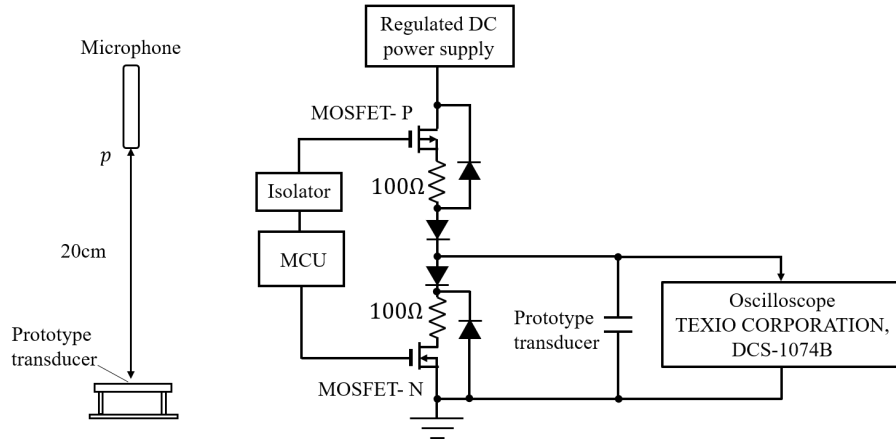 Microphone
p
20cm
Prototype
transducer
Regulated DC
power supply
MOSFET- P
Isolator
100Ω
MCU
100Ω
MOSFET- N
Prototype
transducer
Oscilloscope
TEXIO CORPORATION,
DCS-1074B